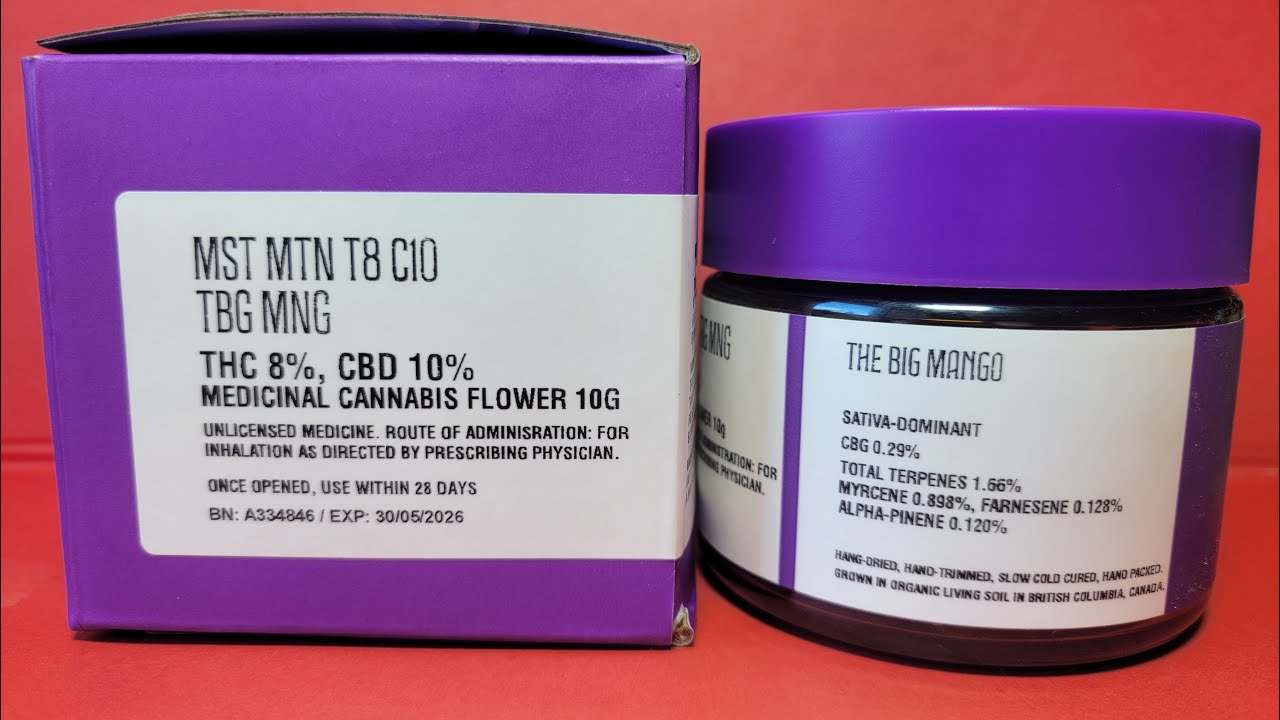 MST MTN T8 C10
TBG MNG
THC 8%, CBD 10%
MEDICINAL CANNABIS FLOWER 10G
UNLICENSED MEDICINE. ROUTE OF ADMINISRATION: FOR
INHALATION AS DIRECTED BY PRESCRIBING PHYSICIAN.
ONCE OPENED, USE WITHIN 28 DAYS
BN: A334846 / EXP: 30/05/2026
MNG
10g
FOR
PHYSICIAN.
THE BIG MANGO
SATIVA-DOMINANT
CBG 0.29%
TOTAL TERPENES 1.66%
MYRCENE 0.898%, FARNESENE 0.128%
ALPHA-PINENE 0.120%
HANG-DRIED, HAND-TRIMMED, SLOW COLD CURED, HAND PACKED.
GROWN IN ORGANIC LIVING SOIL IN BRITISH COLUMBIA, CANADA.